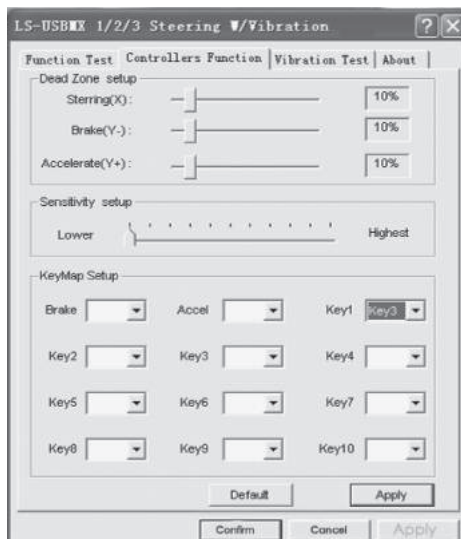 LS-USBMX 1/2/3 Steering W/Vibration
Function Test Controllers Function Vibration Test About
Dead Zone setup
Sterring(X): 10%
Brake(Y-): 10%
Accelerate(Y+): 10%
Sensitivity setup
Lower Highest
KeyMap Setup
Brake Accel Key1 Key3
Key2 Key3 Key4
Key5 Key6 Key7
Key8 Key9 Key10
Default Apply
Confirm Cancel Apply